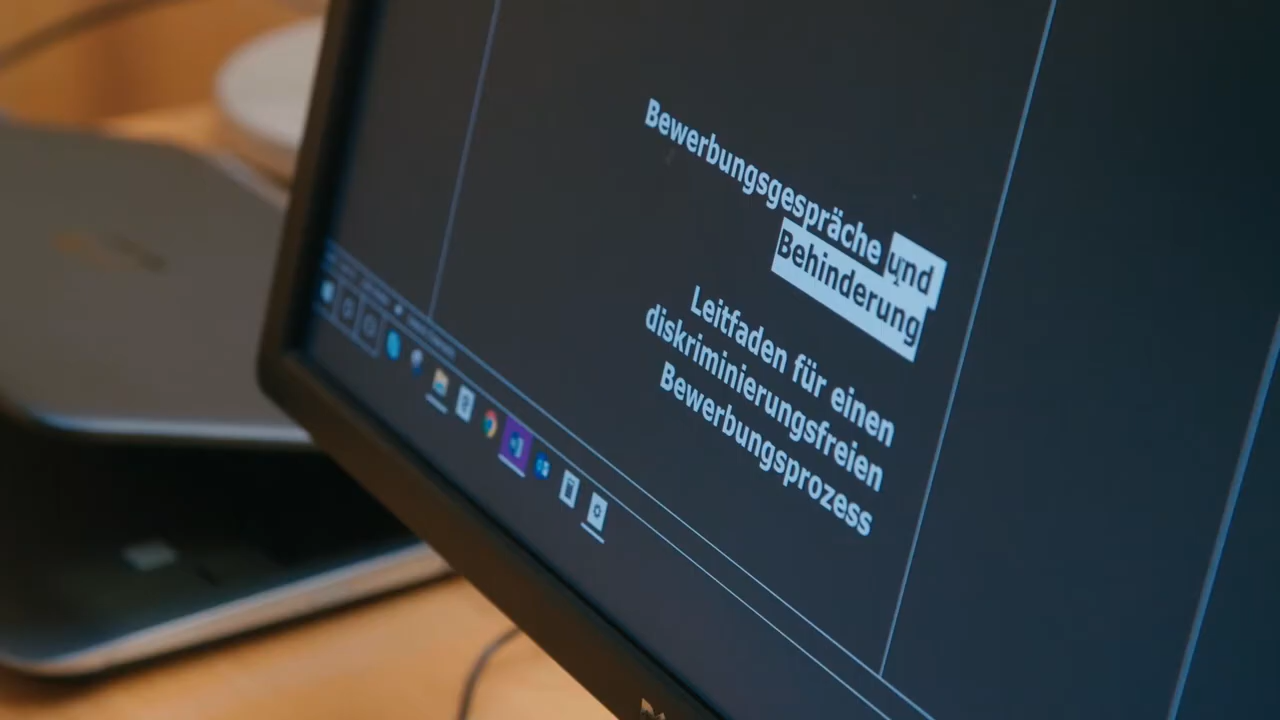 Bewerbungsgespräche und
Behinderung
Leitfaden für einen
diskriminierungsfreien
Bewerbungsprozess